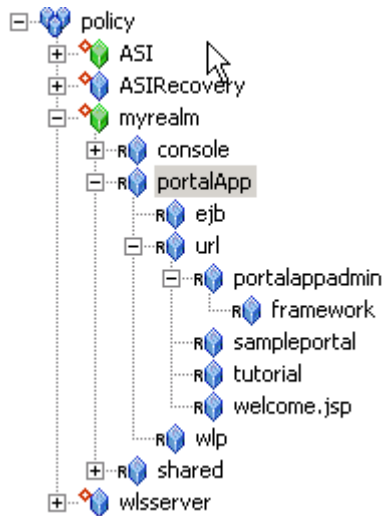 policy
ASI
ASIRecovery
myrealm
R console
R portalApp
R ejb
R url
R portalappadmin
R framework
R sampleportal
R tutorial
R welcome.jsp
R wlp
R shared
wlsserver